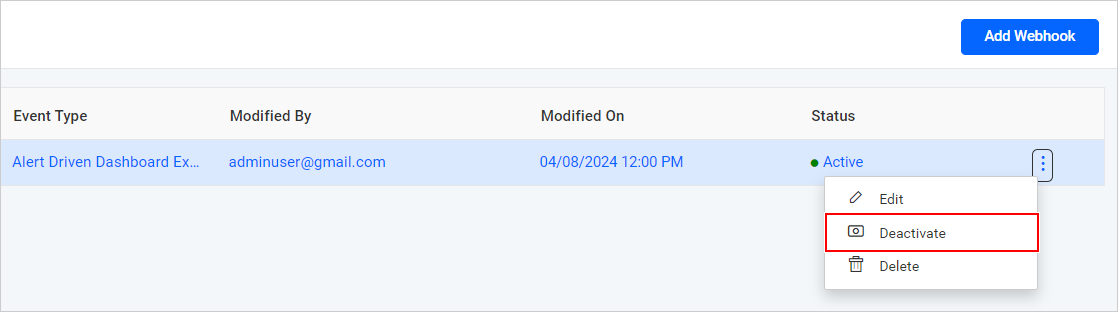 Add Webhook
Event Type Modified By Modified On Status
Alert Driven Dashboard Ex... adminuser@gmail.com 04/08/2024 12:00 PM Active
Edit
Deactivate
Delete